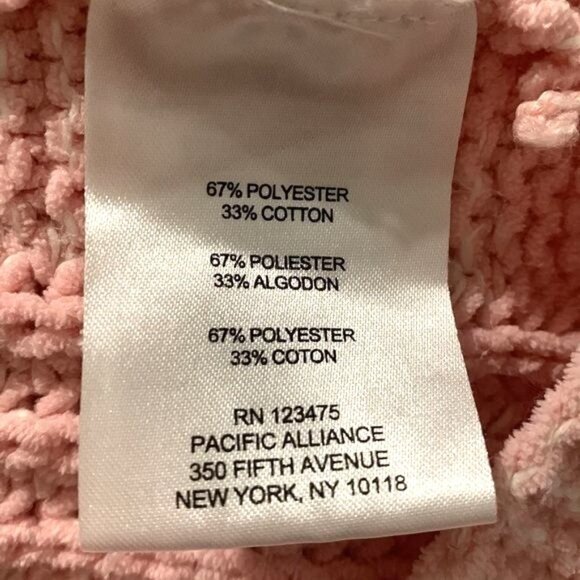 67% POLYESTER
33% COTTON
67% POLIESTER
33% ALGODON
67% POLYESTER
33% COTON
RN 123475
PACIFIC ALLIANCE
350 FIFTH AVENUE
NEW YORK, NY 10118